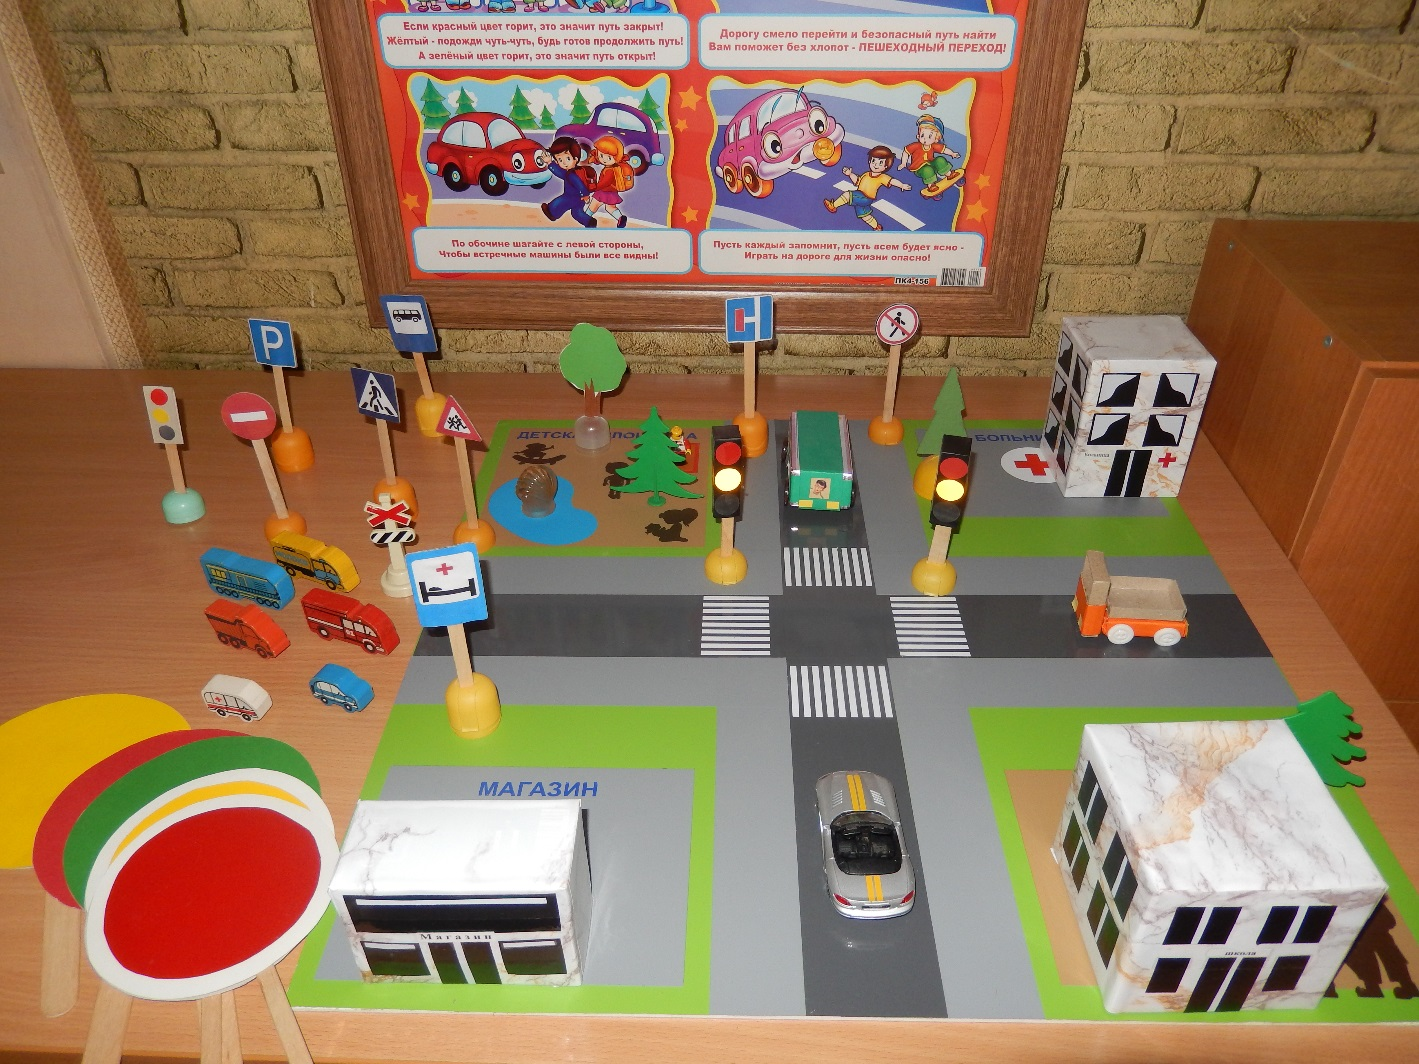 Если красный цвет горит, это значит путь закрыт!
Жёлтый - подожди чуть-чуть, будь готов продолжить путь!
А зелёный цвет горит, это значит путь открыт!
Дорогу смело перейти и безопасный путь найти
Вам поможет без хлопот - ПЕШЕХОДНЫЙ ПЕРЕХОД!
По обочине шагайте с левой стороны,
Чтобы встречные машины были все видны!
Пусть каждый запомнит, пусть всем будет ясно -
Играть на дороге для жизни опасно!
ПК4-156
P
МАГАЗИН
Магазин
школа